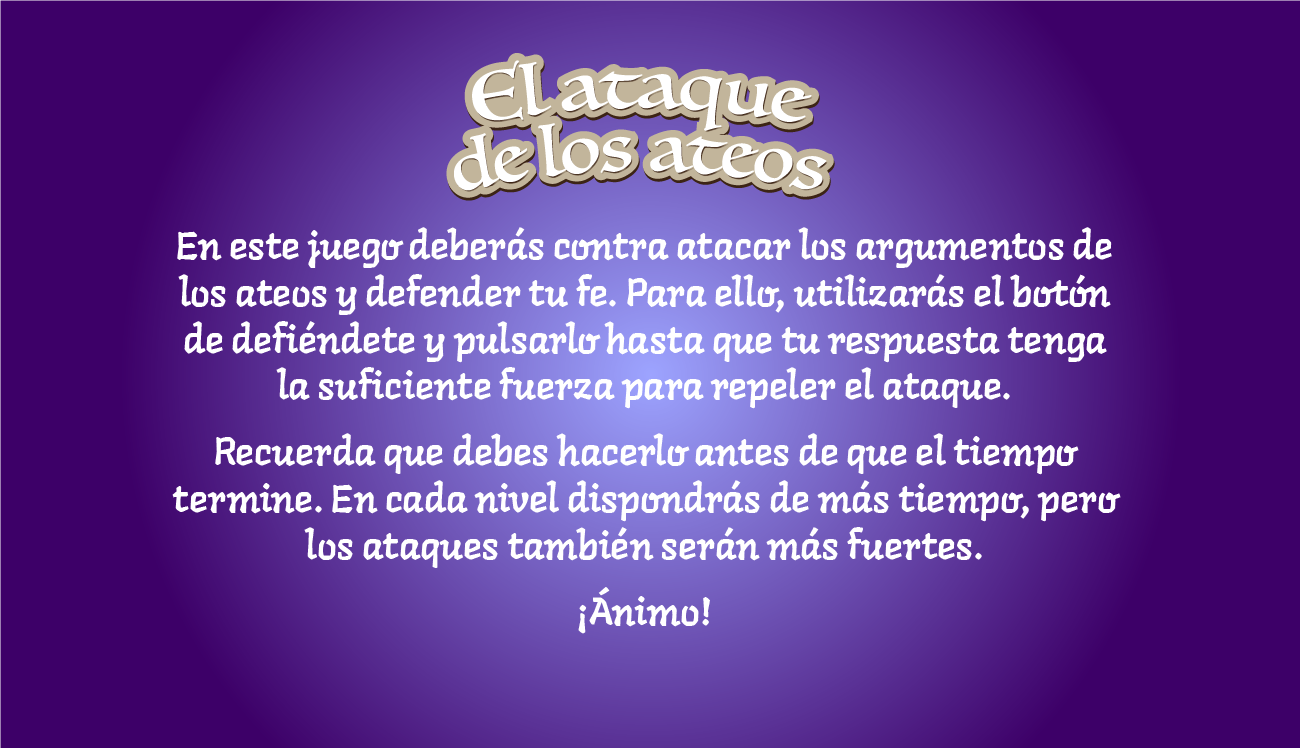 El ataque
de los ateos
En este juego deberás contra atacar los argumentos de
los ateos y defender tu fe. Para ello, utilizarás el botón
de defiéndete y pulsarlo hasta que tu respuesta tenga
la suficiente fuerza para repeler el ataque.
Recuerda que debes hacerlo antes de que el tiempo
termine. En cada nivel dispondrás de más tiempo, pero
los ataques también serán más fuertes.
¡Ánimo!